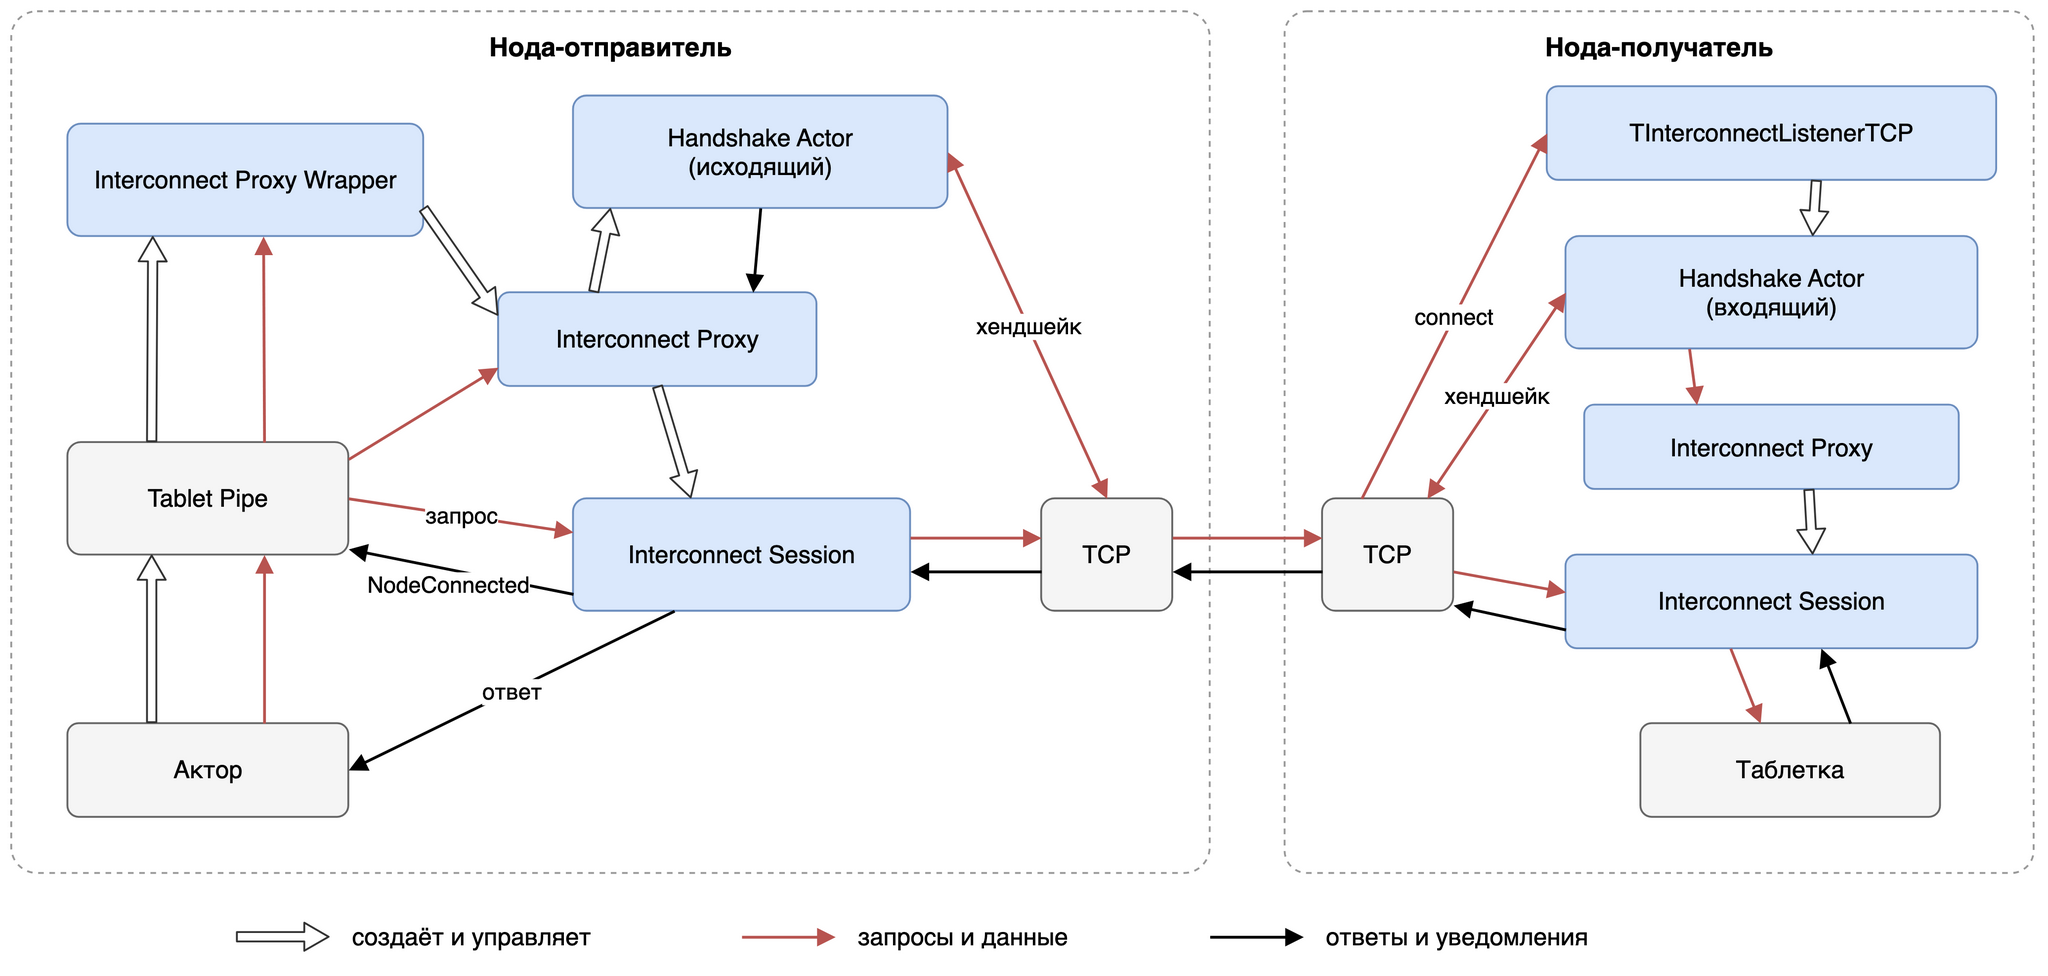 Нода-отправитель
Interconnect Proxy Wrapper
Handshake Actor
(исходящий)
Interconnect Proxy
хендшейк
Tablet Pipe
запрос
NodeConnected
Interconnect Session
TCP
ответ
Актор
Нода-получатель
TInterconnectListenerTCP
connect
Handshake Actor
(входящий)
хендшейк
Interconnect Proxy
TCP
Interconnect Session
Таблетка
создаёт и управляет
запросы и данные
ответы и уведомления